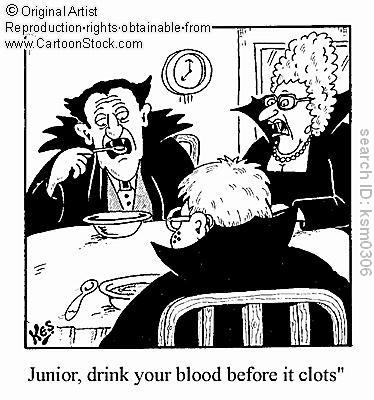 © Original Artist
Reproduction rights obtainable from
www.CartoonStock.com
search ID: ksm0306
KES
Junior, drink your blood before it clots"